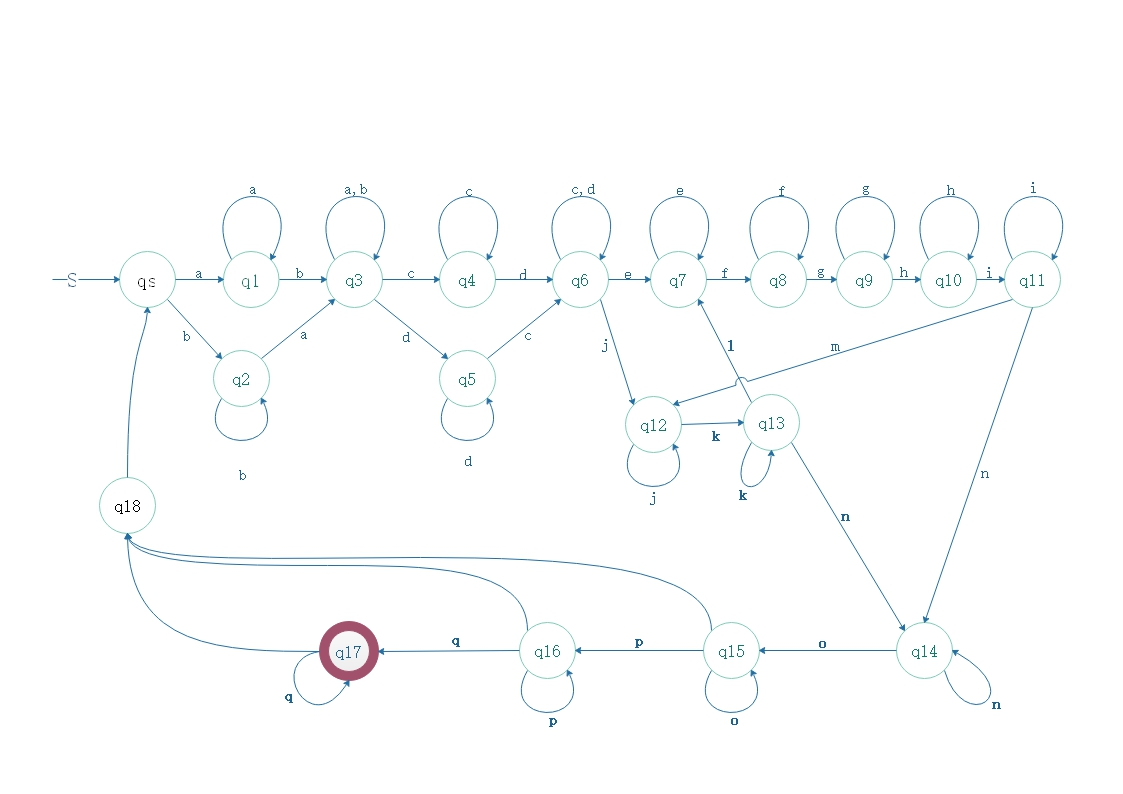 a a, b c c, d e f g h i
S qs a q1 b q3 c q4 d q6 e q7 f q8 g q9 h q10 i q11
b a d c j l m
q2 q5
q12 k q13
b d j k n n
q18
q17 q q16 p q15 o q14
q p o n